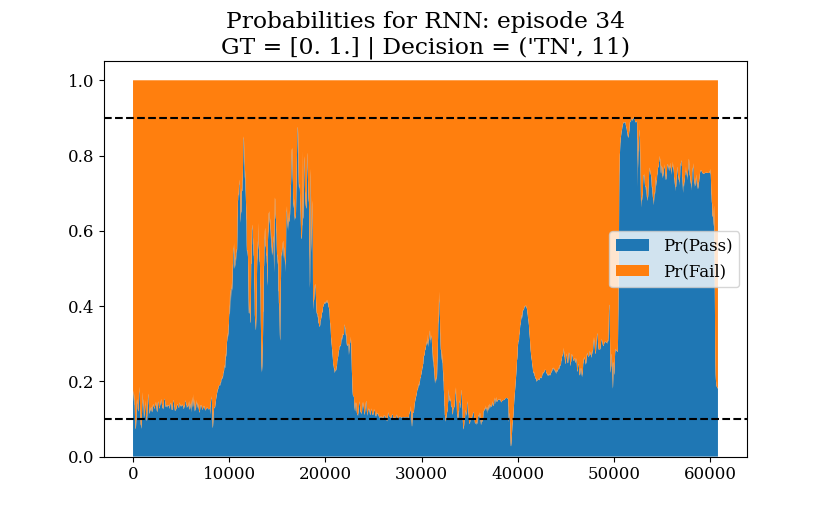 Probabilities for RNN: episode 34
GT = [0. 1.] | Decision = ('TN', 11)
1.0
0.8
0.6
0.4
0.2
0.0
Pr(Pass)
Pr(Fail)
0 10000 20000 30000 40000 50000 60000